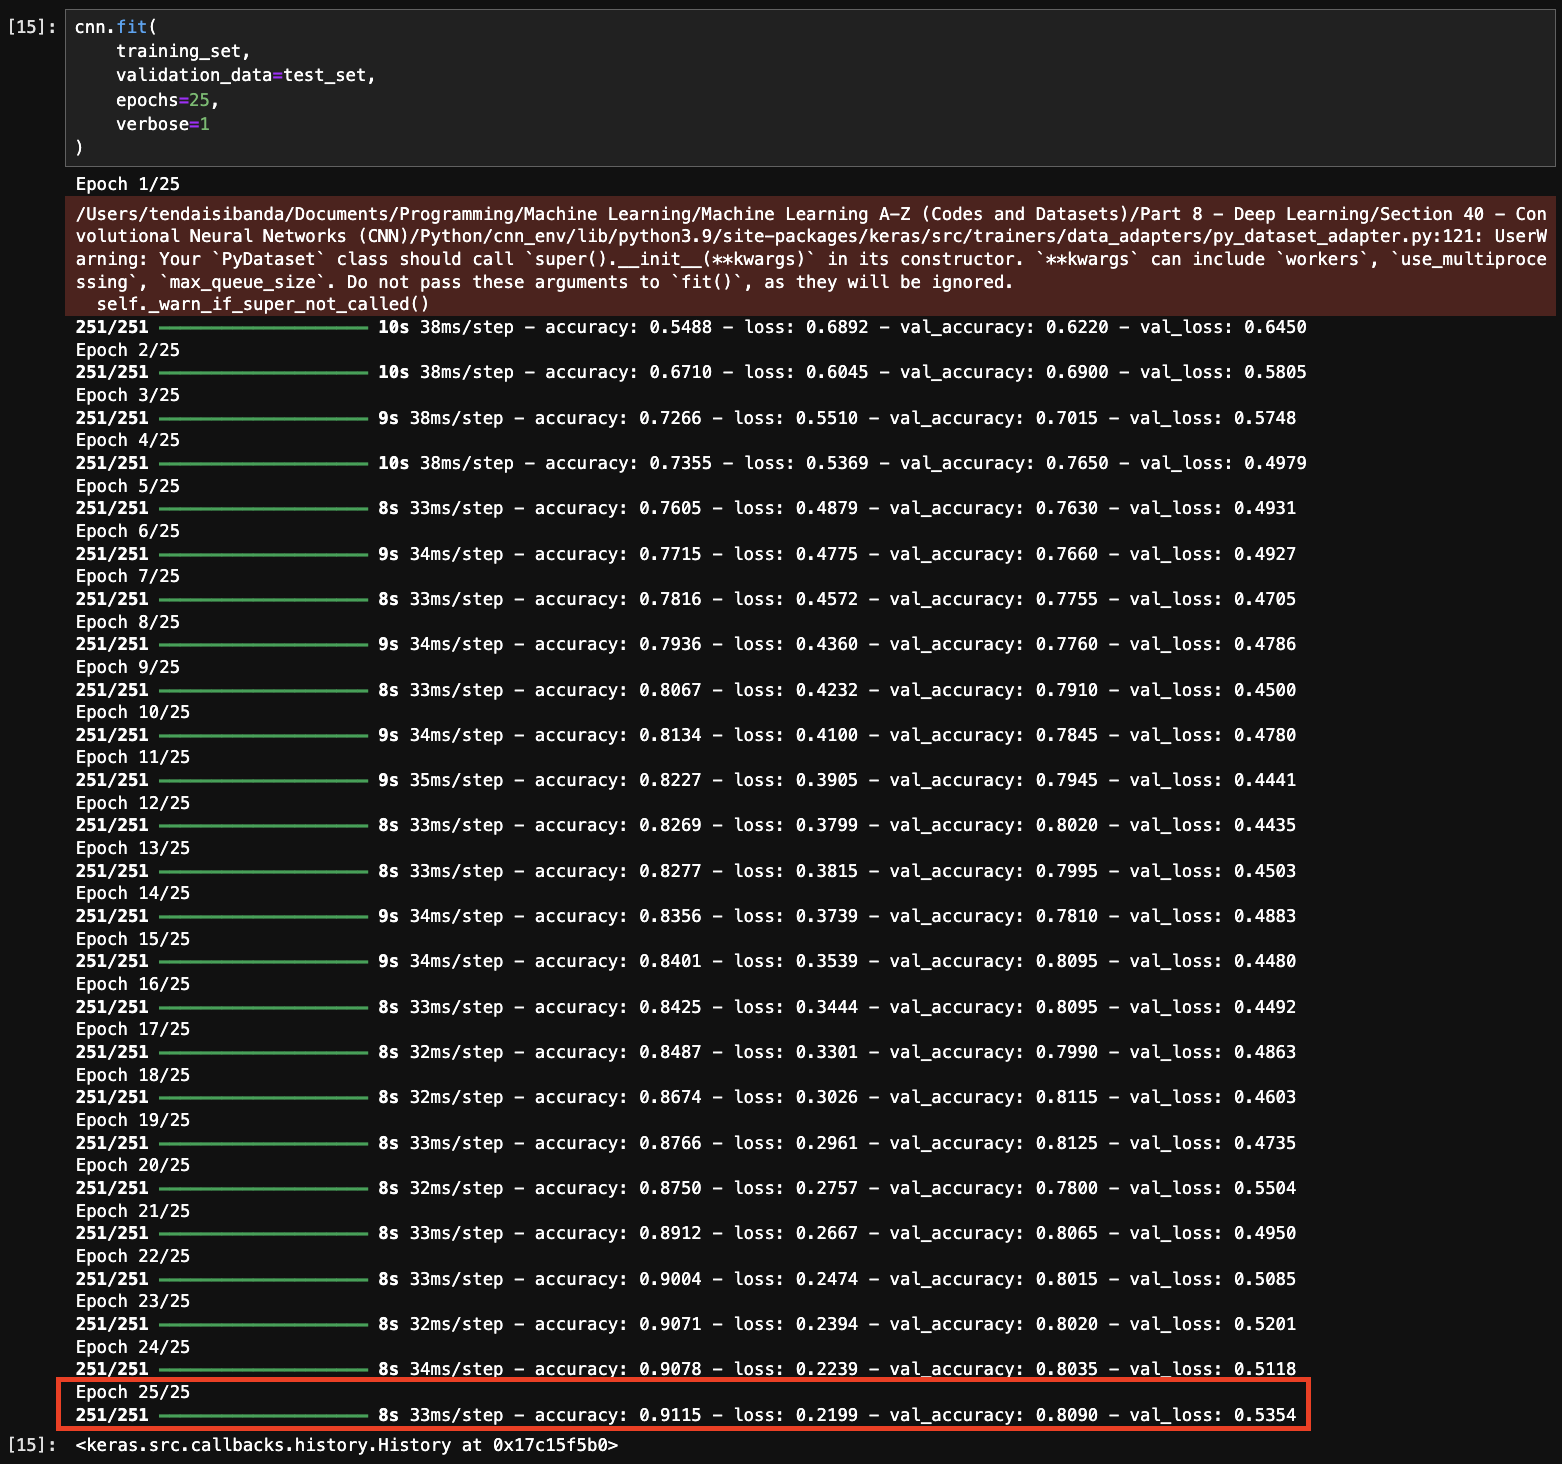 [15]: cnn.fit(
training_set,
validation_data=test_set,
epochs=25,
verbose=1
)
Epoch 1/25
/Users/tendaisibanda/Documents/Programming/Machine Learning/Machine Learning A-Z (Codes and Datasets)/Part 8 - Deep Learning/Section 40 - Con
volutional Neural Networks (CNN)/Python/cnn_env/lib/python3.9/site-packages/keras/src/trainers/data_adapters/py_dataset_adapter.py:121: UserW
arning: Your `PyDataset` class should call `super().__init__(**kwargs)` in its constructor. `**kwargs` can include `workers`, `use_multiproce
ssing`, `max_queue_size`. Do not pass these arguments to `fit()`, as they will be ignored.
self._warn_if_super_not_called()
251/251 10s 38ms/step - accuracy: 0.5488 - loss: 0.6892 - val_accuracy: 0.6220 - val_loss: 0.6450
Epoch 2/25
251/251 10s 38ms/step - accuracy: 0.6710 - loss: 0.6045 - val_accuracy: 0.6900 - val_loss: 0.5805
Epoch 3/25
251/251 9s 38ms/step - accuracy: 0.7266 - loss: 0.5510 - val_accuracy: 0.7015 - val_loss: 0.5748
Epoch 4/25
251/251 10s 38ms/step - accuracy: 0.7355 - loss: 0.5369 - val_accuracy: 0.7650 - val_loss: 0.4979
Epoch 5/25
251/251 8s 33ms/step - accuracy: 0.7605 - loss: 0.4879 - val_accuracy: 0.7630 - val_loss: 0.4931
Epoch 6/25
251/251 9s 34ms/step - accuracy: 0.7715 - loss: 0.4775 - val_accuracy: 0.7660 - val_loss: 0.4927
Epoch 7/25
251/251 8s 33ms/step - accuracy: 0.7816 - loss: 0.4572 - val_accuracy: 0.7755 - val_loss: 0.4705
Epoch 8/25
251/251 9s 34ms/step - accuracy: 0.7936 - loss: 0.4360 - val_accuracy: 0.7760 - val_loss: 0.4786
Epoch 9/25
251/251 8s 33ms/step - accuracy: 0.8067 - loss: 0.4232 - val_accuracy: 0.7910 - val_loss: 0.4500
Epoch 10/25
251/251 9s 34ms/step - accuracy: 0.8134 - loss: 0.4100 - val_accuracy: 0.7845 - val_loss: 0.4780
Epoch 11/25
251/251 9s 35ms/step - accuracy: 0.8227 - loss: 0.3905 - val_accuracy: 0.7945 - val_loss: 0.4441
Epoch 12/25
251/251 8s 33ms/step - accuracy: 0.8269 - loss: 0.3799 - val_accuracy: 0.8020 - val_loss: 0.4435
Epoch 13/25
251/251 8s 33ms/step - accuracy: 0.8277 - loss: 0.3815 - val_accuracy: 0.7995 - val_loss: 0.4503
Epoch 14/25
251/251 9s 34ms/step - accuracy: 0.8356 - loss: 0.3739 - val_accuracy: 0.7810 - val_loss: 0.4883
Epoch 15/25
251/251 9s 34ms/step - accuracy: 0.8401 - loss: 0.3539 - val_accuracy: 0.8095 - val_loss: 0.4480
Epoch 16/25
251/251 8s 33ms/step - accuracy: 0.8425 - loss: 0.3444 - val_accuracy: 0.8095 - val_loss: 0.4492
Epoch 17/25
251/251 8s 32ms/step - accuracy: 0.8487 - loss: 0.3301 - val_accuracy: 0.7990 - val_loss: 0.4863
Epoch 18/25
251/251 8s 32ms/step - accuracy: 0.8674 - loss: 0.3026 - val_accuracy: 0.8115 - val_loss: 0.4603
Epoch 19/25
251/251 8s 33ms/step - accuracy: 0.8766 - loss: 0.2961 - val_accuracy: 0.8125 - val_loss: 0.4735
Epoch 20/25
251/251 8s 32ms/step - accuracy: 0.8750 - loss: 0.2757 - val_accuracy: 0.7800 - val_loss: 0.5504
Epoch 21/25
251/251 8s 33ms/step - accuracy: 0.8912 - loss: 0.2667 - val_accuracy: 0.8065 - val_loss: 0.4950
Epoch 22/25
251/251 8s 33ms/step - accuracy: 0.9004 - loss: 0.2474 - val_accuracy: 0.8015 - val_loss: 0.5085
Epoch 23/25
251/251 8s 32ms/step - accuracy: 0.9071 - loss: 0.2394 - val_accuracy: 0.8020 - val_loss: 0.5201
Epoch 24/25
251/251 8s 34ms/step - accuracy: 0.9078 - loss: 0.2239 - val_accuracy: 0.8035 - val_loss: 0.5118
Epoch 25/25
251/251 8s 33ms/step - accuracy: 0.9115 - loss: 0.2199 - val_accuracy: 0.8090 - val_loss: 0.5354
[15]: <keras.src.callbacks.history.History at 0x17c15f5b0>